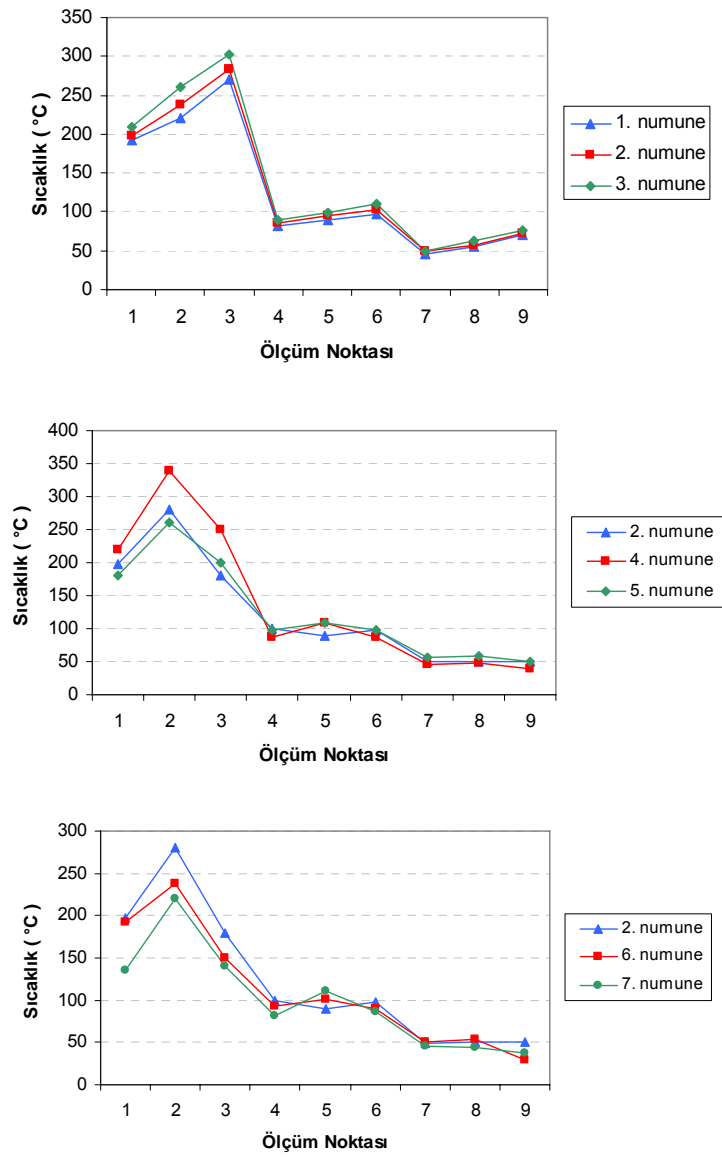 350
300
250
200
150
100
50
0
Sıcaklık ( °C )
1 2 3 4 5 6 7 8 9
Ölçüm Noktası
1. numune
2. numune
3. numune
400
350
300
250
200
150
100
50
0
Sıcaklık ( °C )
1 2 3 4 5 6 7 8 9
Ölçüm Noktası
2. numune
4. numune
5. numune
300
250
200
150
100
50
0
Sıcaklık ( °C )
1 2 3 4 5 6 7 8 9
Ölçüm Noktası
2. numune
6. numune
7. numune